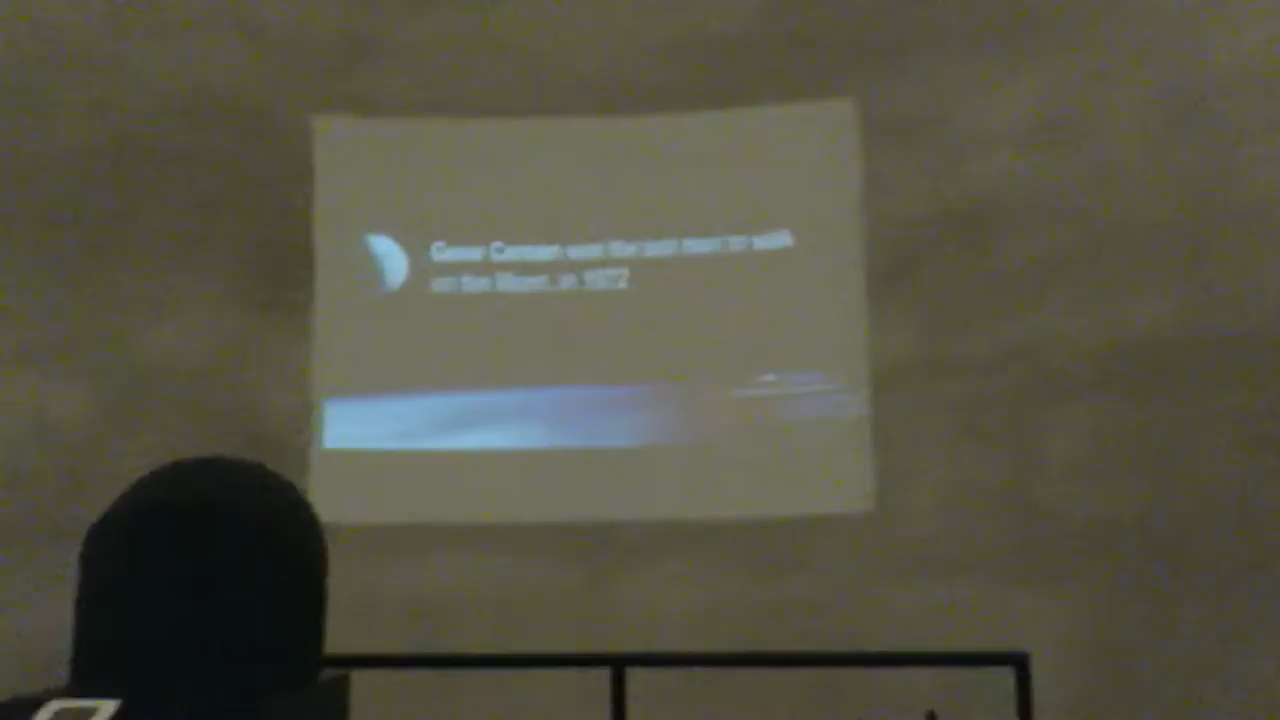 Gene Cernan was the last man to walk
on the Moon, in 1972